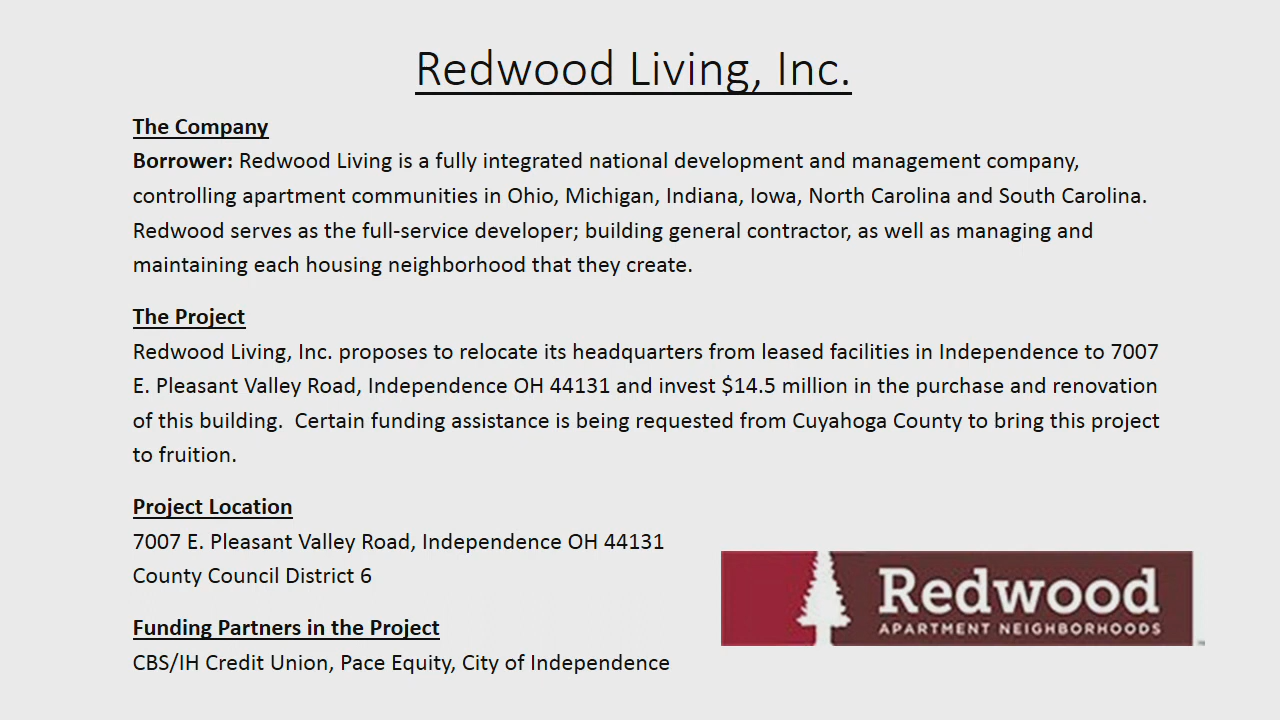 Redwood Living, Inc.
The Company
Borrower: Redwood Living is a fully integrated national development and management company,
controlling apartment communities in Ohio, Michigan, Indiana, Iowa, North Carolina and South Carolina.
Redwood serves as the full-service developer; building general contractor, as well as managing and
maintaining each housing neighborhood that they create.
The Project
Redwood Living, Inc. proposes to relocate its headquarters from leased facilities in Independence to 7007
E. Pleasant Valley Road, Independence OH 44131 and invest $14.5 million in the purchase and renovation
of this building.  Certain funding assistance is being requested from Cuyahoga County to bring this project
to fruition.
Project Location
7007 E. Pleasant Valley Road, Independence OH 44131
County Council District 6
Funding Partners in the Project
CBS/IH Credit Union, Pace Equity, City of Independence
Redwood
APARTMENT NEIGHBORHOODS